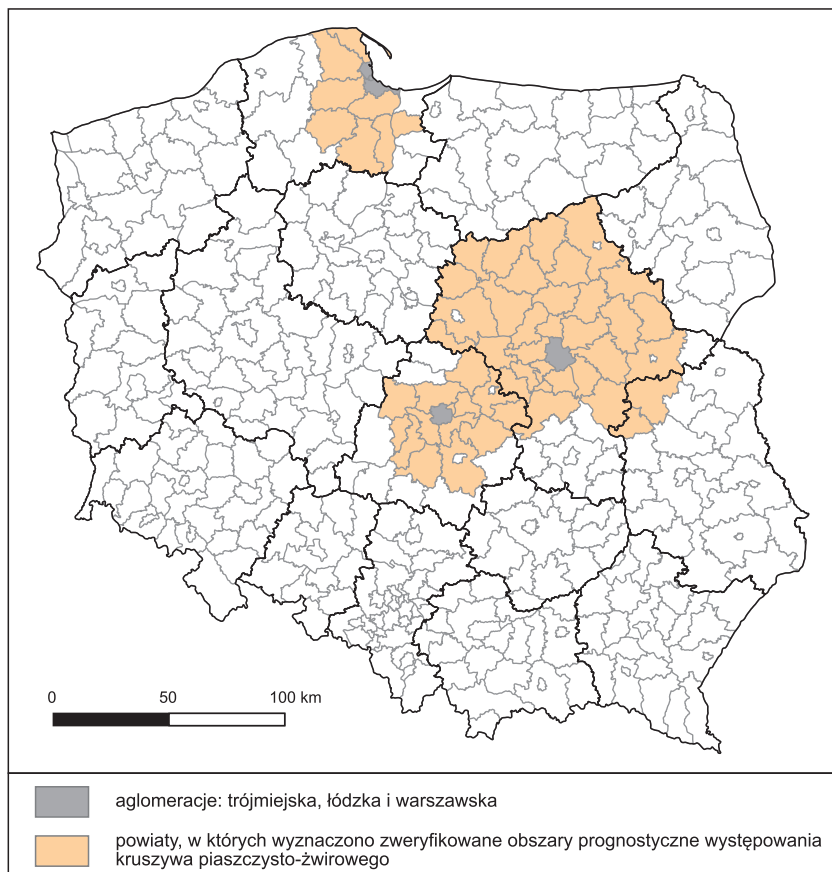 0 50 100 km
aglomeracje: trójmiejska, łódzka i warszawska
powiaty, w których wyznaczono zweryfikowane obszary prognostyczne występowania
kruszywa piaszczysto-żwirowego